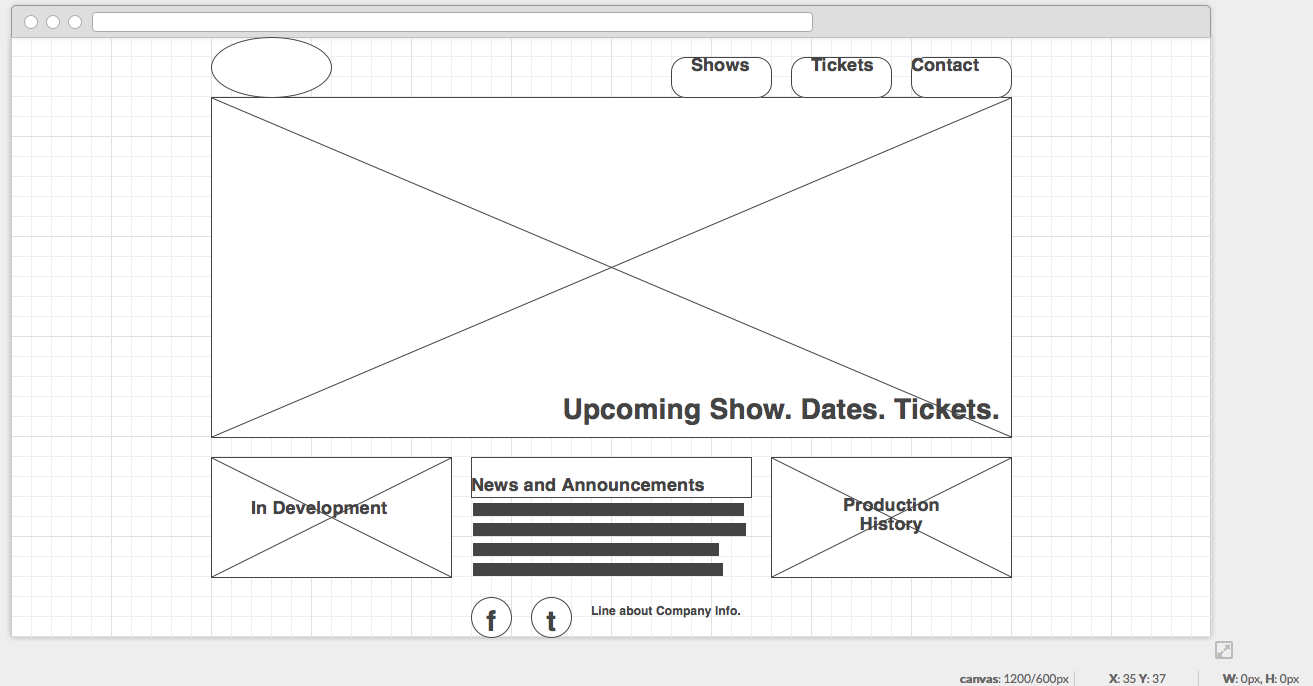 Shows
Tickets
Contact
Upcoming Show. Dates. Tickets.
In Development
News and Announcements
Production
History
f
t
Line about Company Info.
canvas: 1200/600px
X: 35 Y: 37
W: 0px, H: 0px